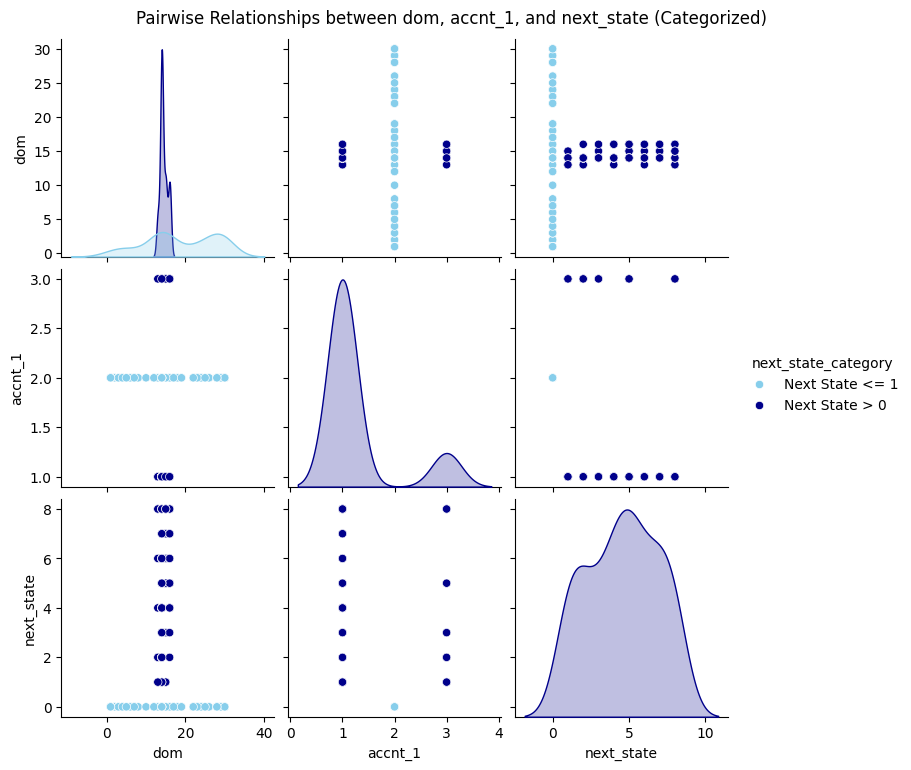 Pairwise Relationships between dom, accnt_1, and next_state (Categorized)
30
25
20
15
10
5
0
dom
3.0
2.5
2.0
1.5
1.0
accnt_1
next_state_category
Next State <= 1
Next State > 0
8
6
4
2
0
next_state
0 20 40
0 1 2 3 4
0 5 10
dom accnt_1 next_state